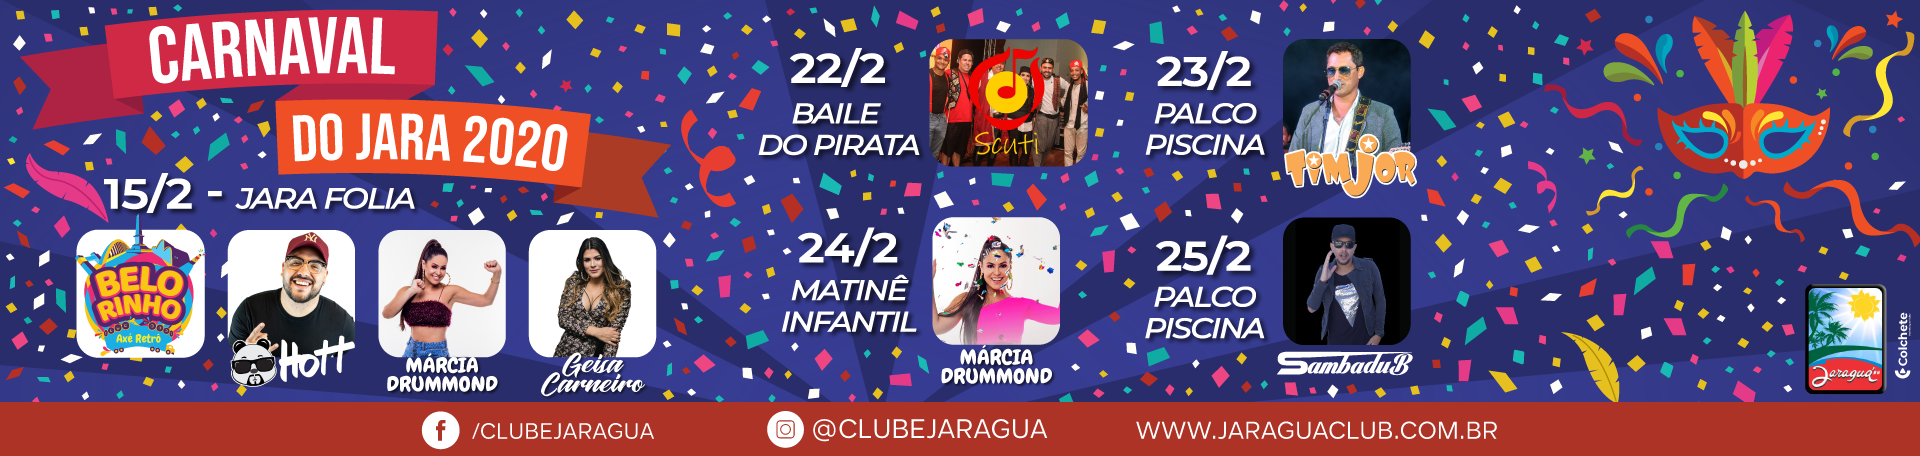 CARNAVAL
DO JARA 2020
15/2 - JARA FOLIA
BELO
RINHO
Axé Retrô
HOTT
MÁRCIA
DRUMMOND
Geisa
Carneiro
22/2
BAILE
DO PIRATA
Scuti
23/2
PALCO
PISCINA
TIMJOR
24/2
MATINÊ
INFANTIL
MÁRCIA
DRUMMOND
25/2
PALCO
PISCINA
SambaduB
Jaraguá
Colchete
/CLUBEJARAGUA
@CLUBEJARAGUA
WWW.JARAGUACLUB.COM.BR